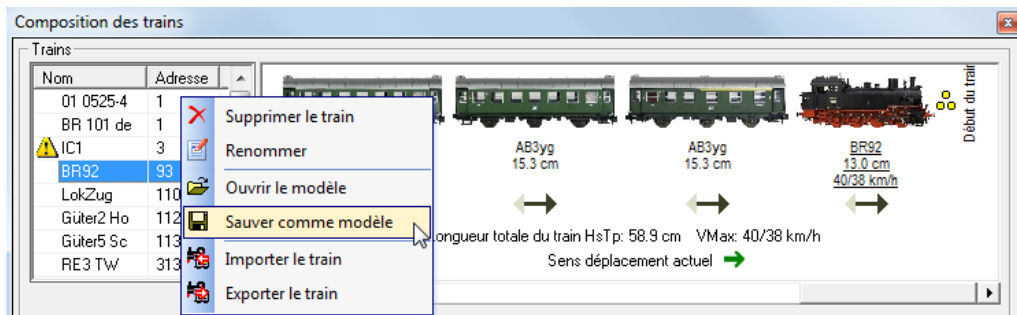 Composition des trains
Trains
Nom Adresse
01 0525-4 1
BR 101 de 1
IC1 3
BR92 93
LokZug 110
Güter2 Ho 112
Güter5 Sc 113
RE3 TW 313
Supprimer le train
Renommer
Ouvrir le modèle
Sauver comme modèle
Importer le train
Exporter le train
AB3yg
15.3 cm
AB3yg
15.3 cm
BR92
13.0 cm
40/38 km/h
Début du train
ongueur totale du train HsTp: 58.9 cm VMax: 40/38 km/h
Sens déplacement actuel